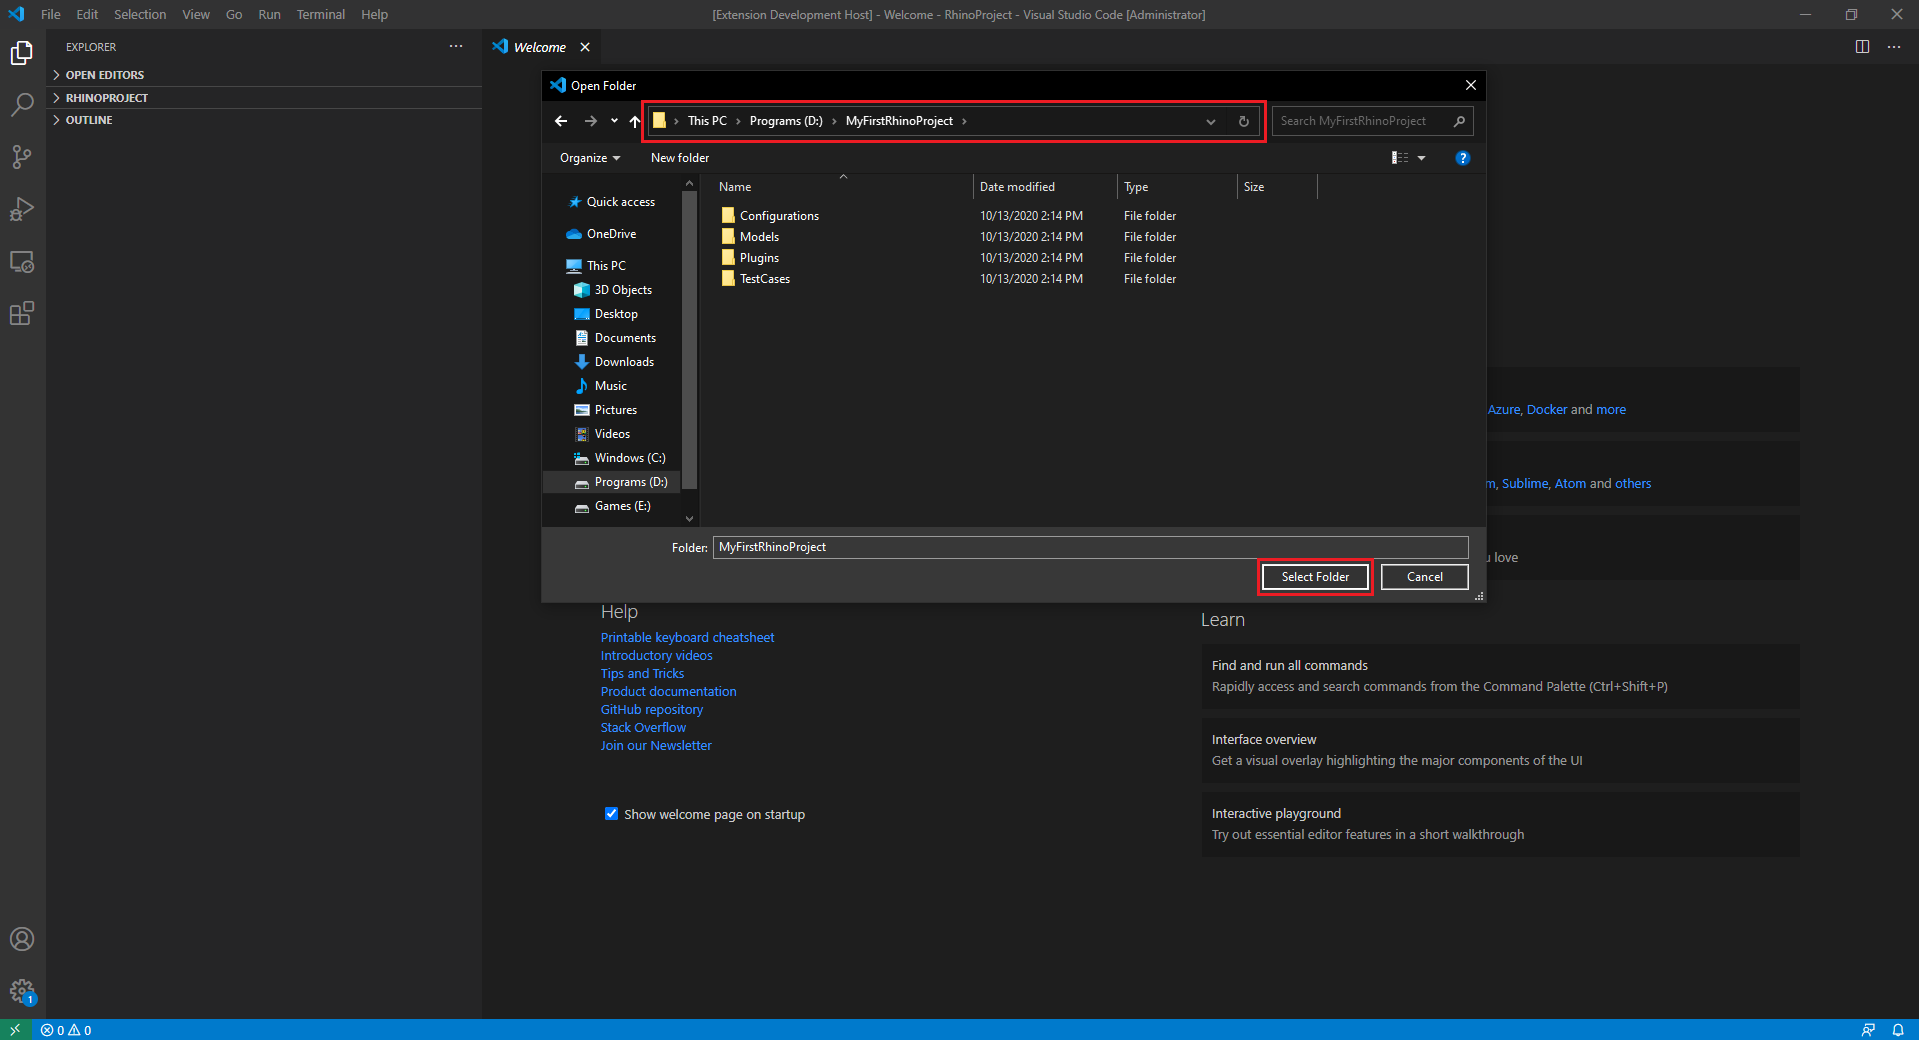 File Edit Selection View Go Run Terminal Help
[Extension Development Host] - Welcome - RhinoProject - Visual Studio Code [Administrator]
EXPLORER
OPEN EDITORS
RHINOPROJECT
OUTLINE
Welcome
Open Folder
This PC Programs (D:) MyFirstRhinoProject
Search MyFirstRhinoProject
Organize New folder
Name Date modified Type Size
Configurations 10/13/2020 2:14 PM File folder
Models 10/13/2020 2:14 PM File folder
Plugins 10/13/2020 2:14 PM File folder
TestCases 10/13/2020 2:14 PM File folder
Quick access
OneDrive
This PC
3D Objects
Desktop
Documents
Downloads
Music
Pictures
Videos
Windows (C:)
Programs (D:)
Games (E:)
Folder: MyFirstRhinoProject
Select Folder Cancel
Azure, Docker and more
m, Sublime, Atom and others
u love
Help
Printable keyboard cheatsheet
Introductory videos
Tips and Tricks
Product documentation
GitHub repository
Stack Overflow
Join our Newsletter
Show welcome page on startup
Learn
Find and run all commands
Rapidly access and search commands from the Command Palette (Ctrl+Shift+P)
Interface overview
Get a visual overlay highlighting the major components of the UI
Interactive playground
Try out essential editor features in a short walkthrough
1
0 0